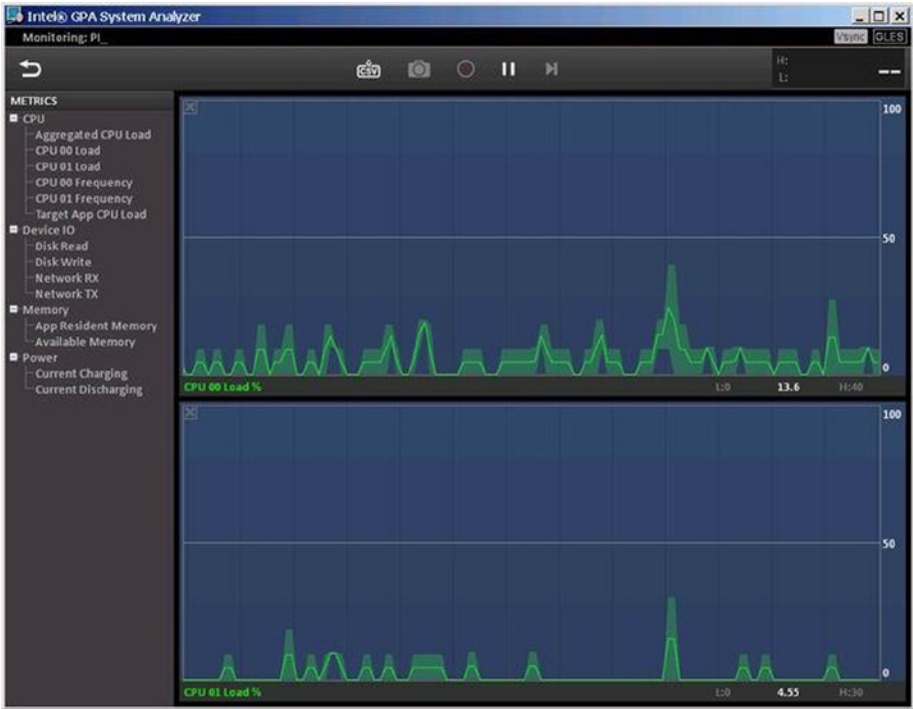 Intel® GPA System Analyzer
Monitoring: PI_
Vsync GLES
CSV
H:
L:
--
METRICS
CPU
Aggregated CPU Load
CPU 00 Load
CPU 01 Load
CPU 00 Frequency
CPU 01 Frequency
Target App CPU Load
Device IO
Disk Read
Disk Write
Network RX
Network TX
Memory
App Resident Memory
Available Memory
Power
Current Charging
Current Discharging
100
50
0
CPU 00 Load % L:0 13.6 H:40
100
50
0
CPU 01 Load % L:0 4.55 H:30